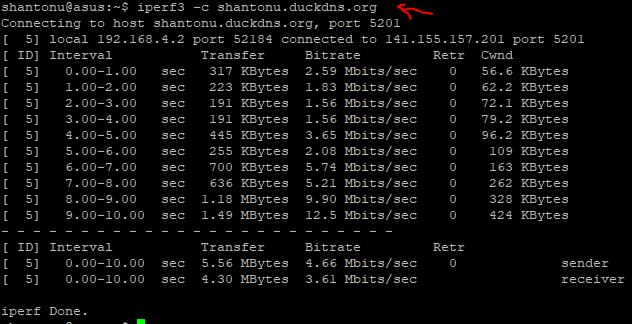 shantonu@asus:~$ iperf3 -c shantonu.duckdns.org
Connecting to host shantonu.duckdns.org, port 5201
[  5] local 192.168.4.2 port 52184 connected to 141.155.157.201 port 5201
[ ID] Interval           Transfer     Bitrate         Retr  Cwnd
[  5]   0.00-1.00   sec   317 KBytes  2.59 Mbits/sec    0   56.6 KBytes
[  5]   1.00-2.00   sec   223 KBytes  1.83 Mbits/sec    0   62.2 KBytes
[  5]   2.00-3.00   sec   191 KBytes  1.56 Mbits/sec    0   72.1 KBytes
[  5]   3.00-4.00   sec   191 KBytes  1.56 Mbits/sec    0   79.2 KBytes
[  5]   4.00-5.00   sec   445 KBytes  3.65 Mbits/sec    0   96.2 KBytes
[  5]   5.00-6.00   sec   255 KBytes  2.08 Mbits/sec    0    109 KBytes
[  5]   6.00-7.00   sec   700 KBytes  5.74 Mbits/sec    0    163 KBytes
[  5]   7.00-8.00   sec   636 KBytes  5.21 Mbits/sec    0    262 KBytes
[  5]   8.00-9.00   sec  1.18 MBytes  9.90 Mbits/sec    0    328 KBytes
[  5]   9.00-10.00  sec  1.49 MBytes  12.5 Mbits/sec    0    424 KBytes
- - - - - - - - - - - - - - - - - - - - - - - - -
[ ID] Interval           Transfer     Bitrate         Retr
[  5]   0.00-10.00  sec  5.56 MBytes  4.66 Mbits/sec    0             sender
[  5]   0.00-10.00  sec  4.30 MBytes  3.61 Mbits/sec                  receiver
iperf Done.